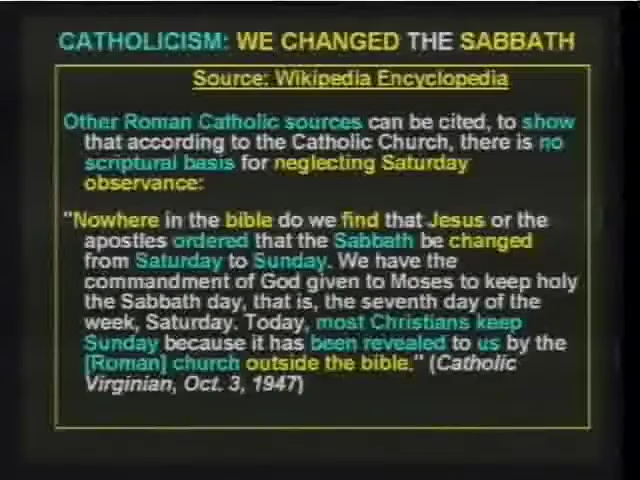 CATHOLICISM: WE CHANGED THE SABBATH
Source: Wikipedia Encyclopedia
Other Roman Catholic sources can be cited, to show
that according to the Catholic Church, there is no
scriptural basis for neglecting Saturday
observance:
"Nowhere in the bible do we find that Jesus or the
apostles ordered that the Sabbath be changed
from Saturday to Sunday. We have the
commandment of God given to Moses to keep holy
the Sabbath day, that is, the seventh day of the
week, Saturday. Today, most Christians keep
Sunday because it has been revealed to us by the
[Roman] church outside the bible." (Catholic
Virginian, Oct. 3, 1947)